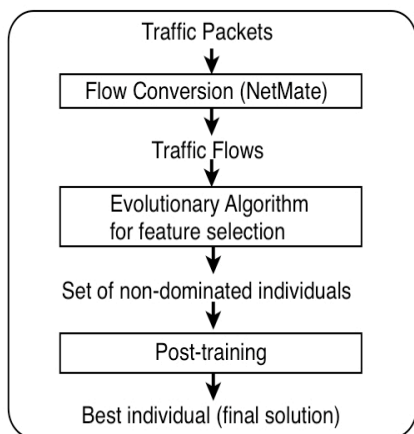 Traffic Packets
Flow Conversion (NetMate)
Traffic Flows
Evolutionary Algorithm
for feature selection
Set of non-dominated individuals
Post-training
Best individual (final solution)